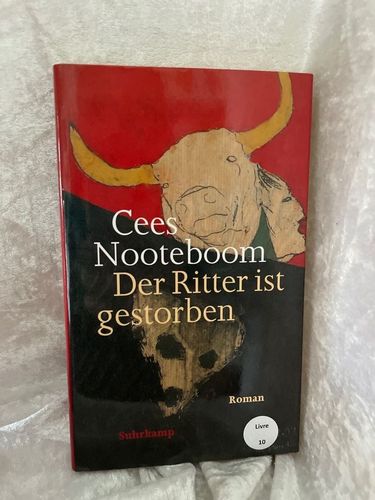 Cees
Nooteboom
Der Ritter ist
gestorben
Roman
Suhrkamp
Livre
10